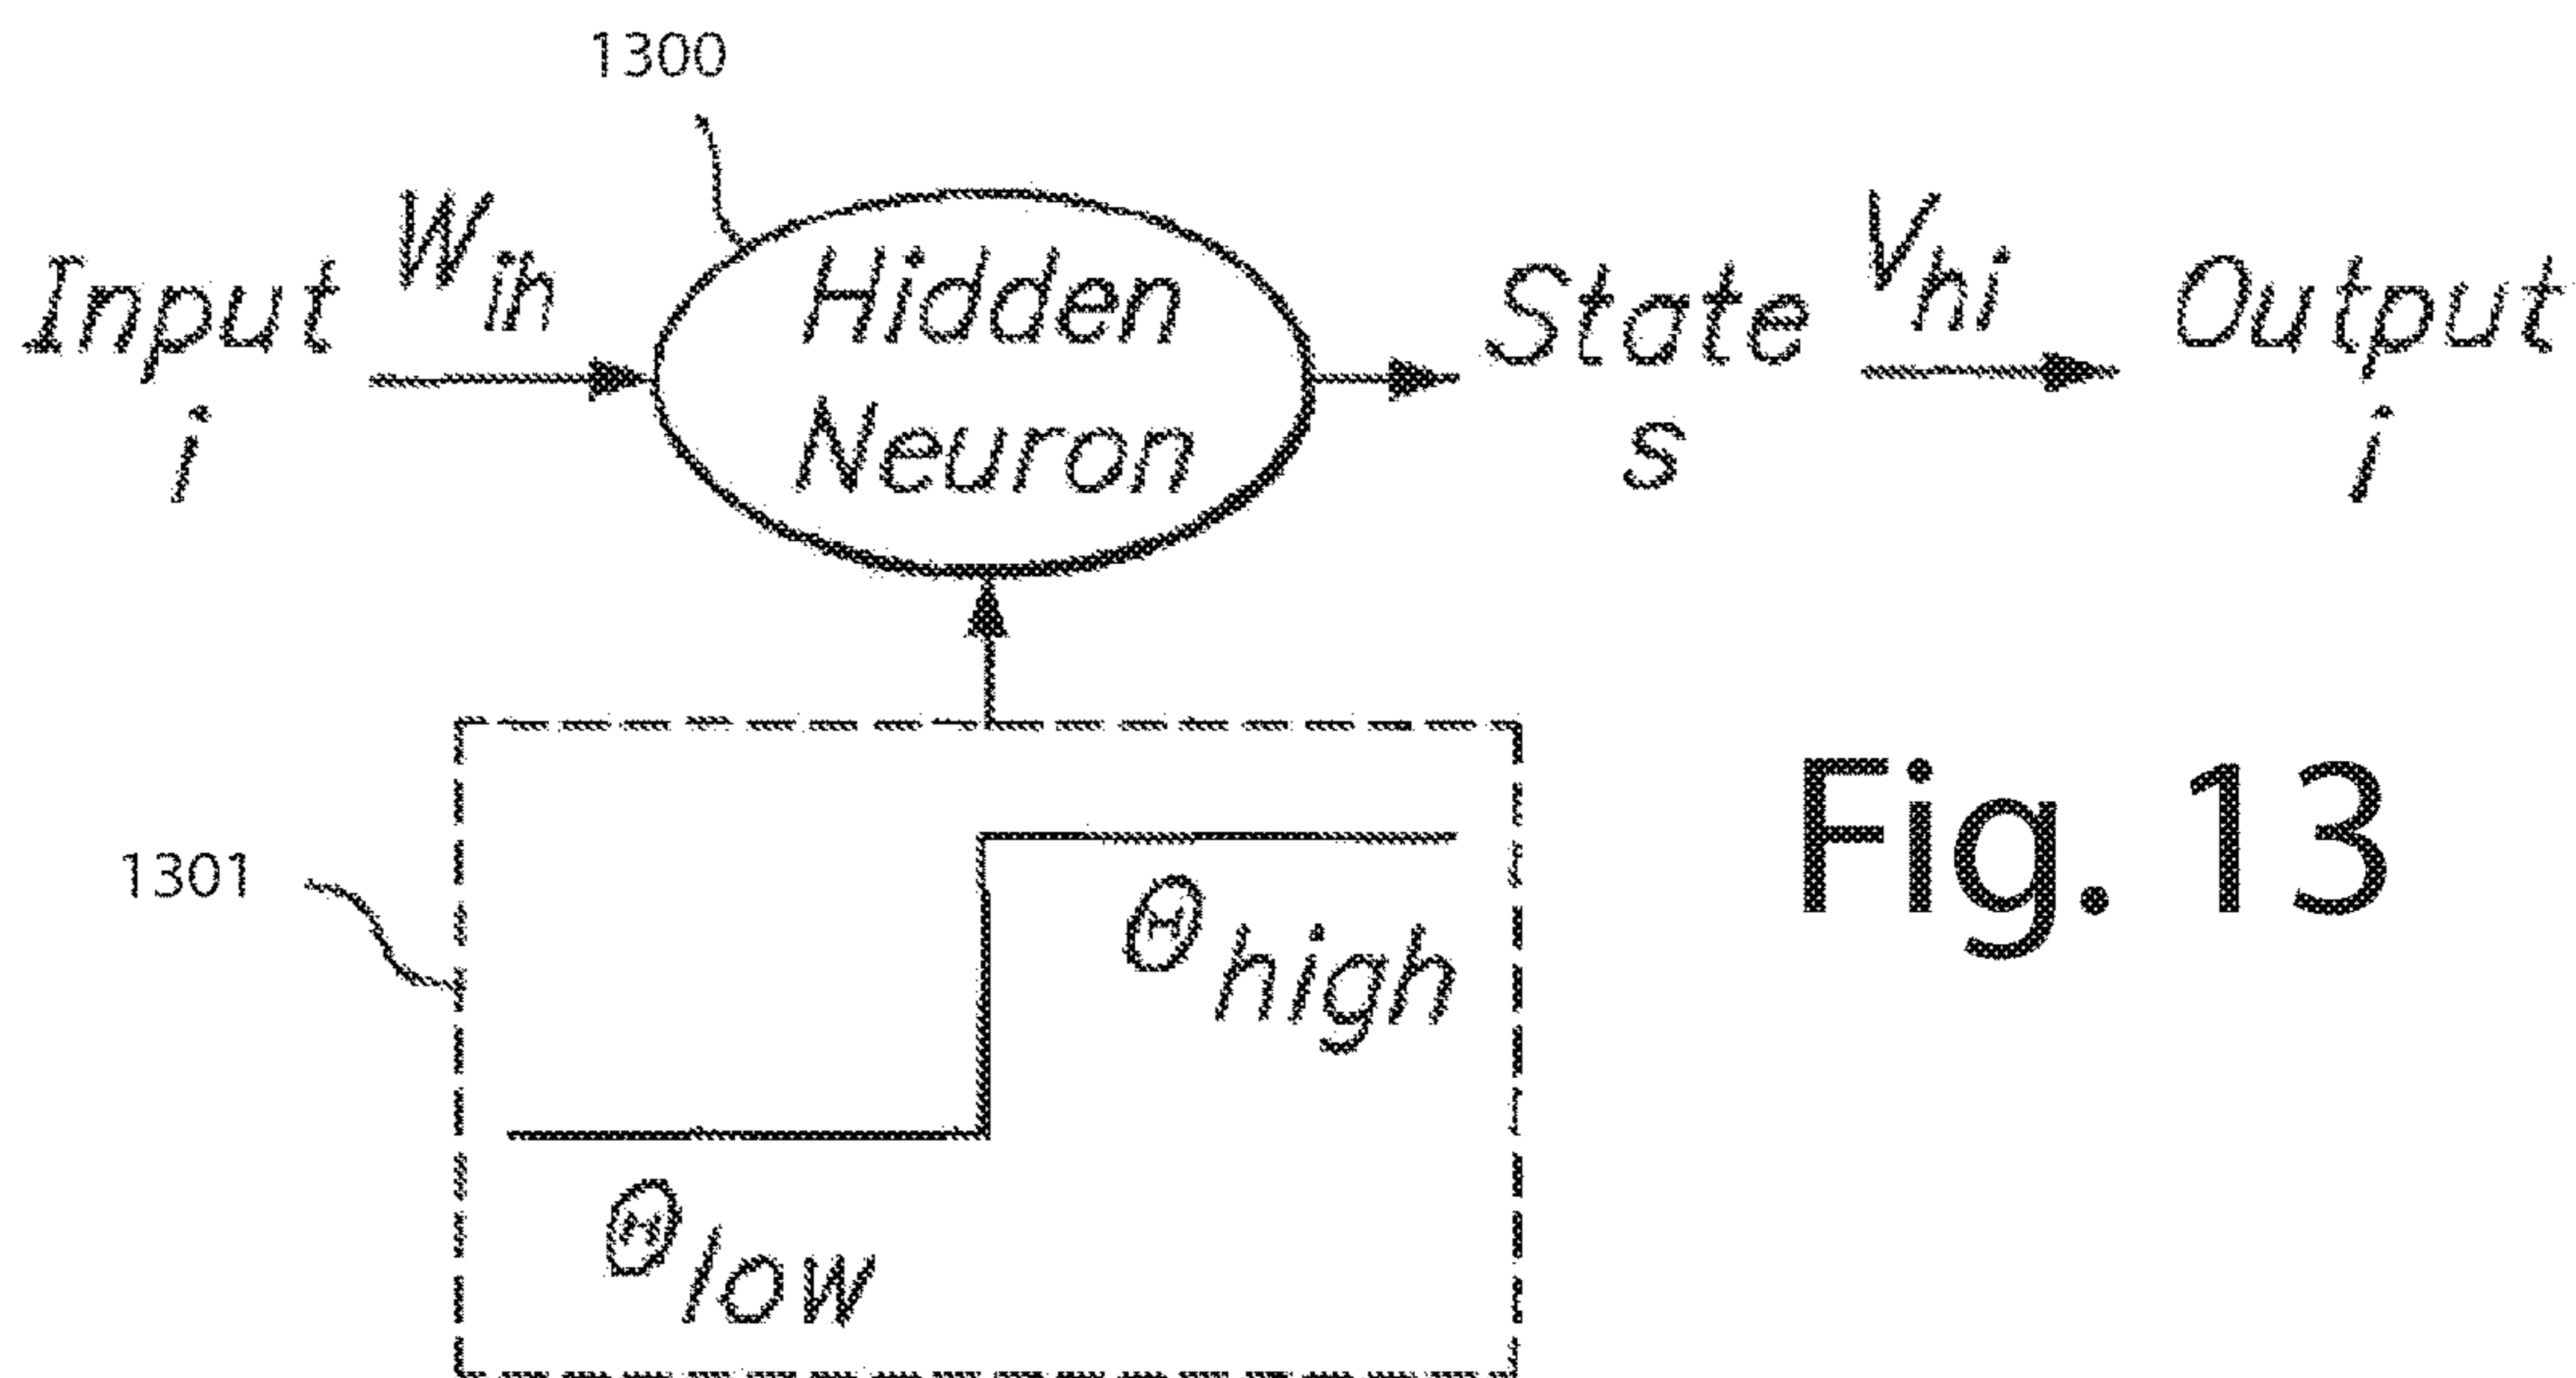 1300
Input
i
W_ih
Hidden
Neuron
State
s
V_hi
Output
i
1301
Θ_high
Θ_low
Fig. 13